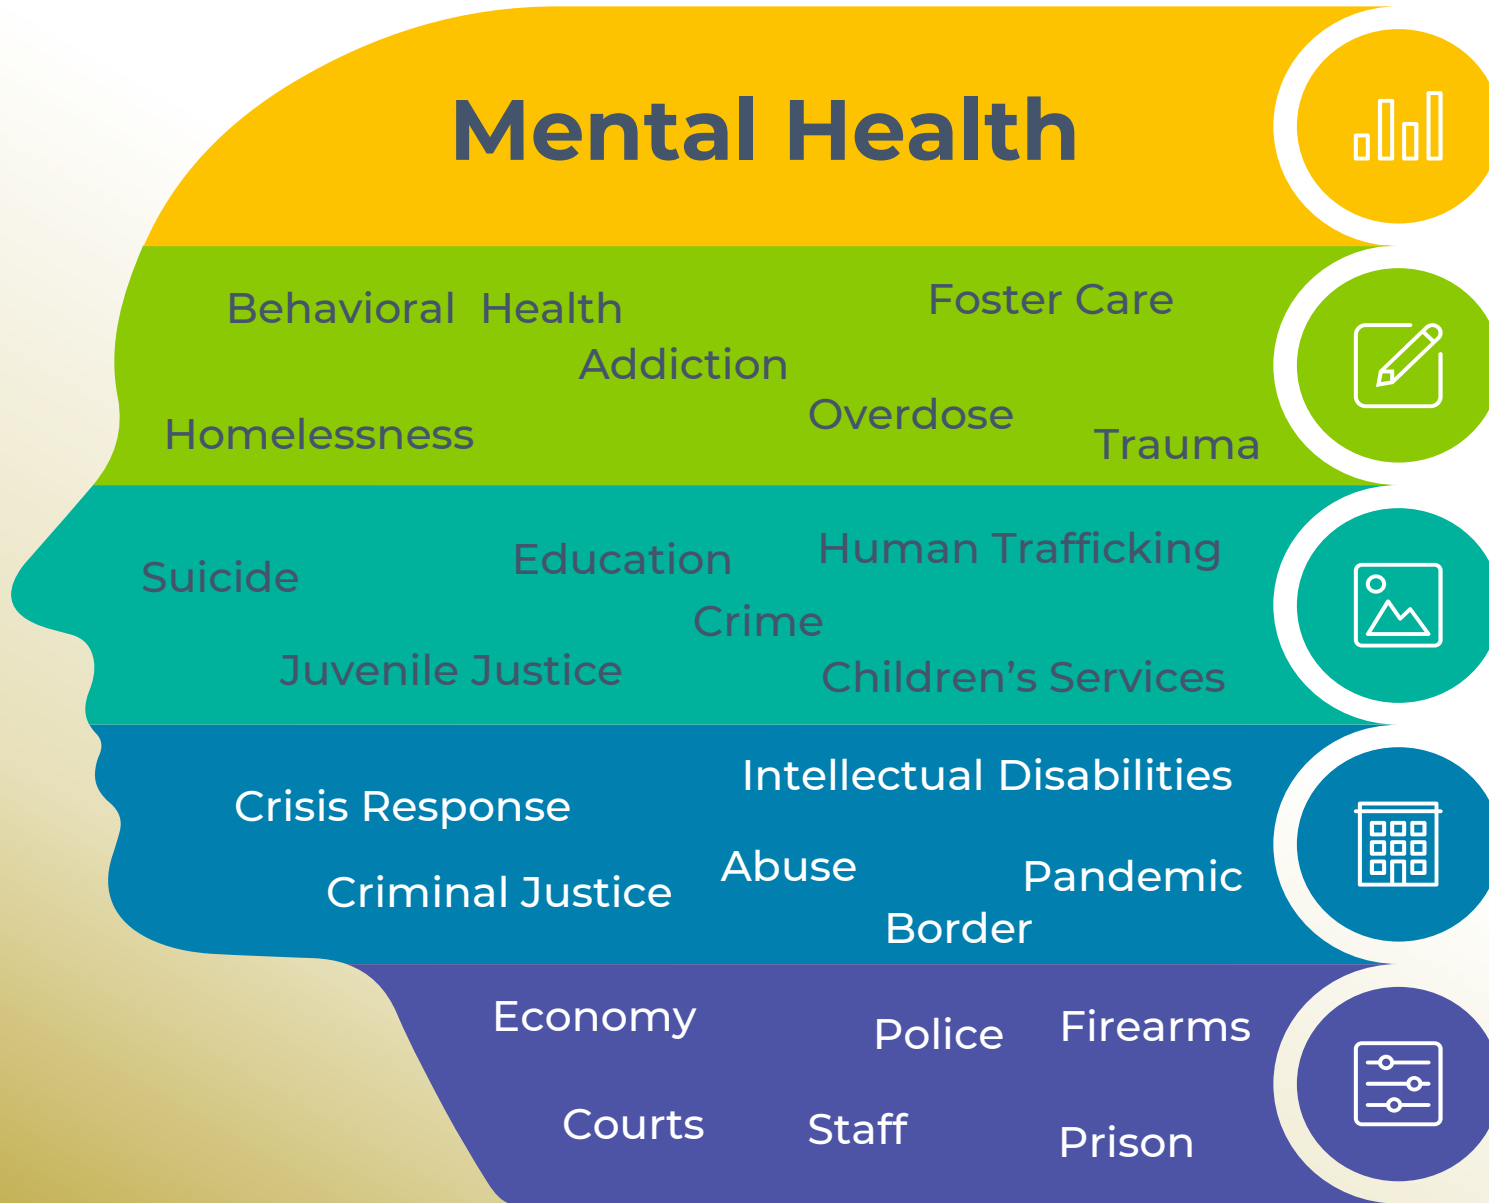 Mental Health
Behavioral  Health
Foster Care
Addiction
Overdose
Homelessness
Trauma
Suicide
Education
Human Trafficking
Crime
Juvenile Justice
Children’s Services
Intellectual Disabilities
Crisis Response
Abuse
Pandemic
Criminal Justice
Border
Economy
Police
Firearms
Courts
Staff
Prison